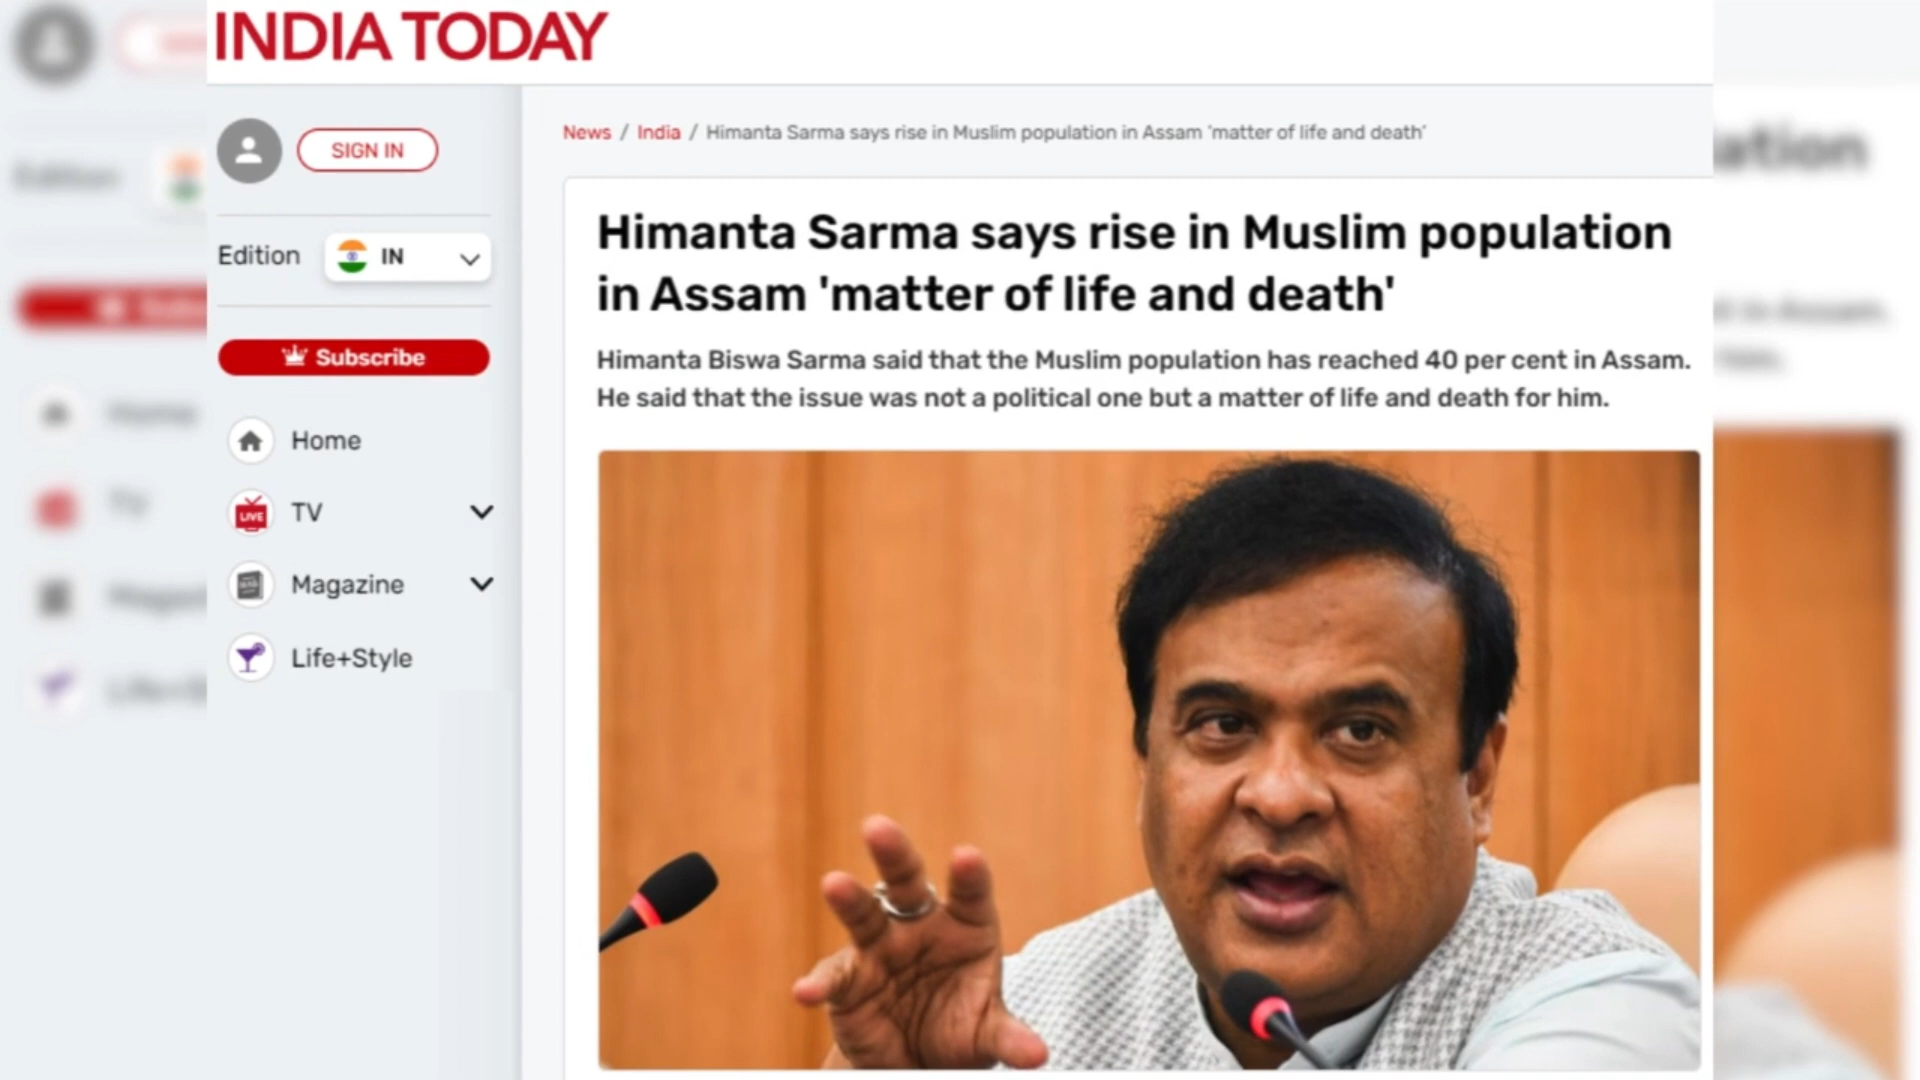 INDIA TODAY
SIGN IN
Edition
IN
Subscribe
Home
LIVE
TV
Magazine
Life+Style
News / India / Himanta Sarma says rise in Muslim population in Assam 'matter of life and death'
Himanta Sarma says rise in Muslim population
in Assam 'matter of life and death'
Himanta Biswa Sarma said that the Muslim population has reached 40 per cent in Assam.
He said that the issue was not a political one but a matter of life and death for him.